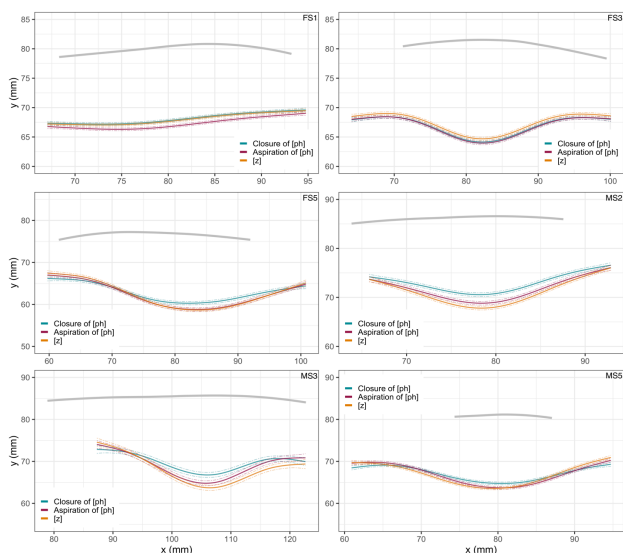 FS1
85
80
75
70
65
60
y (mm)
70
75
80
85
90
95
Closure of [ph]
Aspiration of [ph]
[z]
FS3
85
80
75
70
65
60
70
80
90
100
Closure of [ph]
Aspiration of [ph]
[z]
FS5
80
70
60
50
y (mm)
60
70
80
90
100
Closure of [ph]
Aspiration of [ph]
[z]
MS2
90
80
70
60
70
80
90
Closure of [ph]
Aspiration of [ph]
[z]
MS3
90
80
70
60
y (mm)
80
90
100
110
120
x (mm)
Closure of [ph]
Aspiration of [ph]
[z]
MS5
90
80
70
60
60
70
80
90
x (mm)
Closure of [ph]
Aspiration of [ph]
[z]